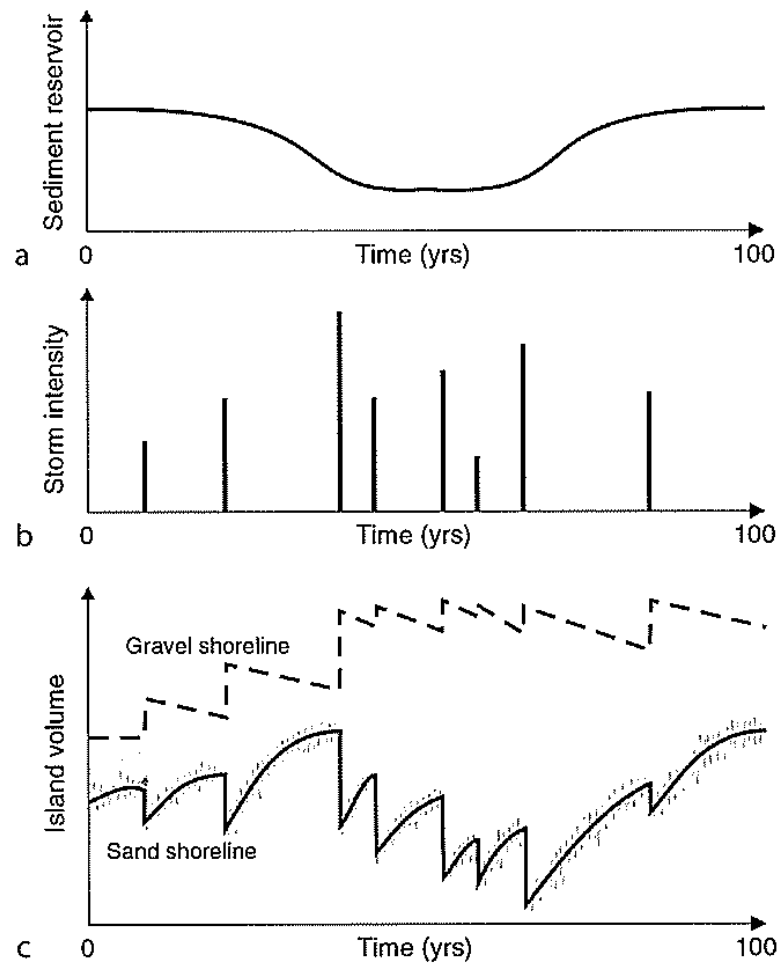 Sediment reservoir
a
0
Time (yrs)
100
Storm intensity
b
0
Time (yrs)
100
Island volume
Gravel shoreline
Sand shoreline
c
0
Time (yrs)
100